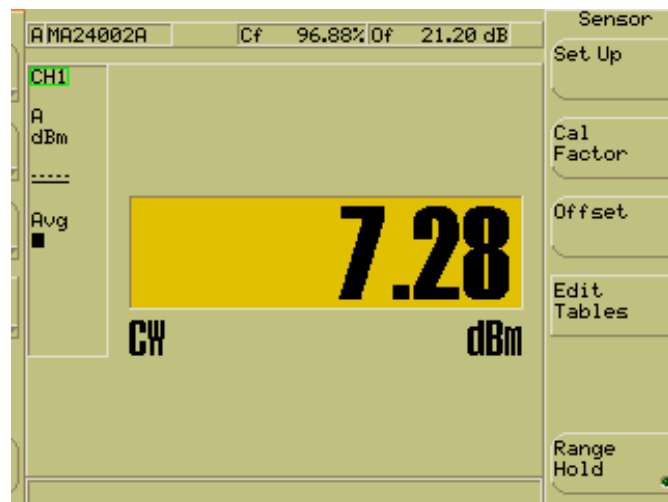 A MA24002A Cf 96.88% Of 21.20 dB
Sensor
Set Up
CH1
A
dBm
-----
Avg
Cal
Factor
Offset
7.28
CW dBm
Edit
Tables
Range
Hold